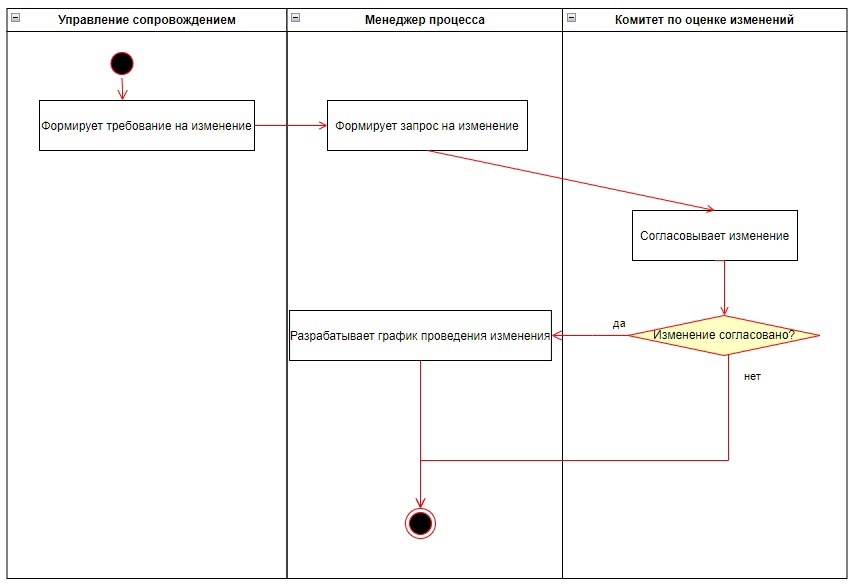 Управление сопровождением
Менеджер процесса
Комитет по оценке изменений
Формирует требование на изменение
Формирует запрос на изменение
Согласовывает изменение
Разрабатывает график проведения изменения
да
Изменение согласовано?
нет